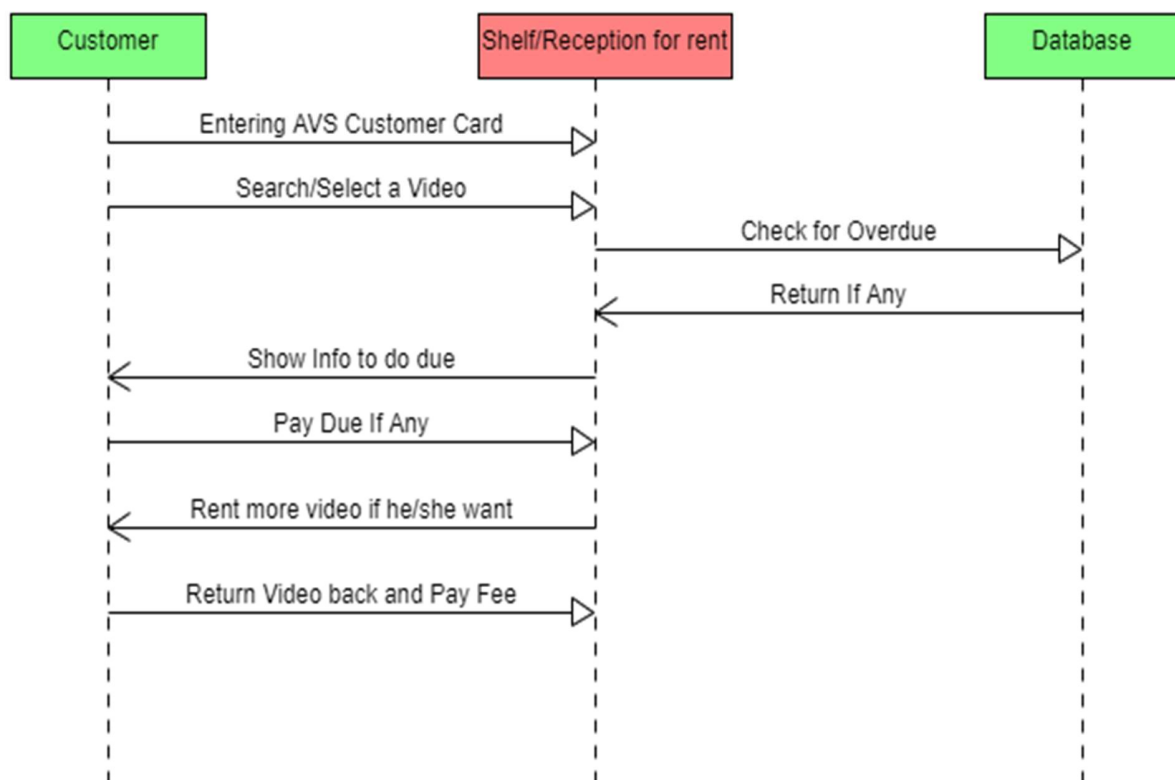 Customer
Shelf/Reception for rent
Database
Entering AVS Customer Card
Search/Select a Video
Check for Overdue
Return If Any
Show Info to do due
Pay Due If Any
Rent more video if he/she want
Return Video back and Pay Fee